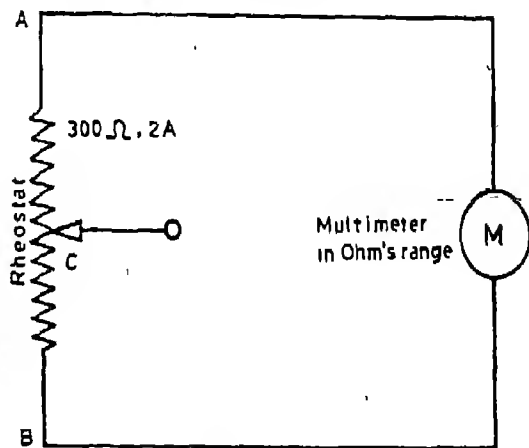 A
300Ω, 2A
Rheostat
C
Multimeter
in Ohm's range
M
B